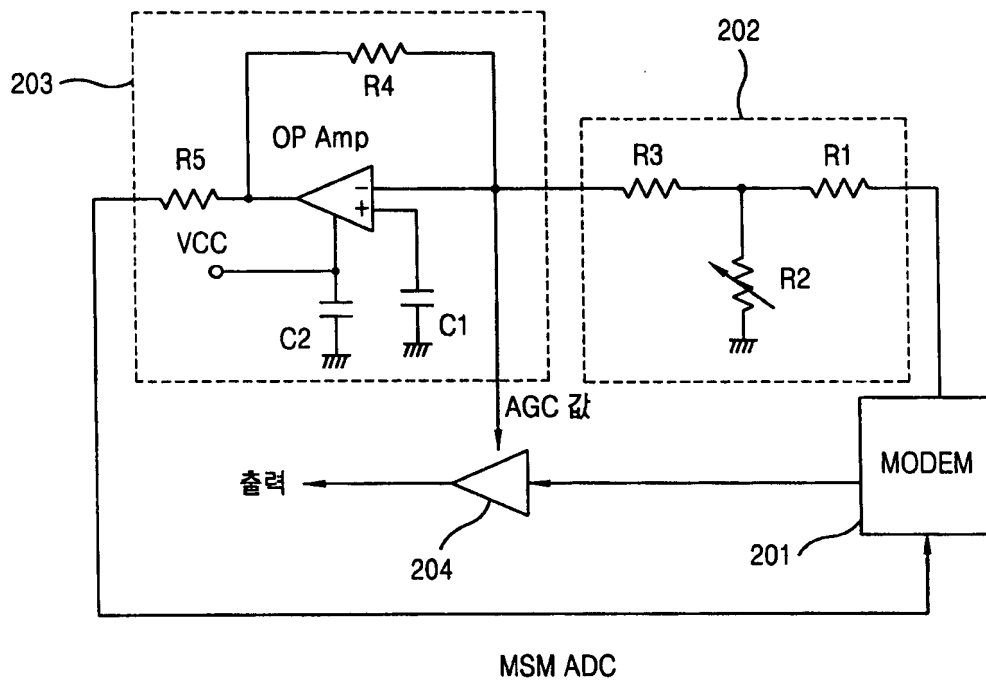 202
203
R4
OP Amp
R5
R3
R1
−
+
VCC
R2
C2
C1
AGC 값
MODEM
출력
204
201
MSM ADC